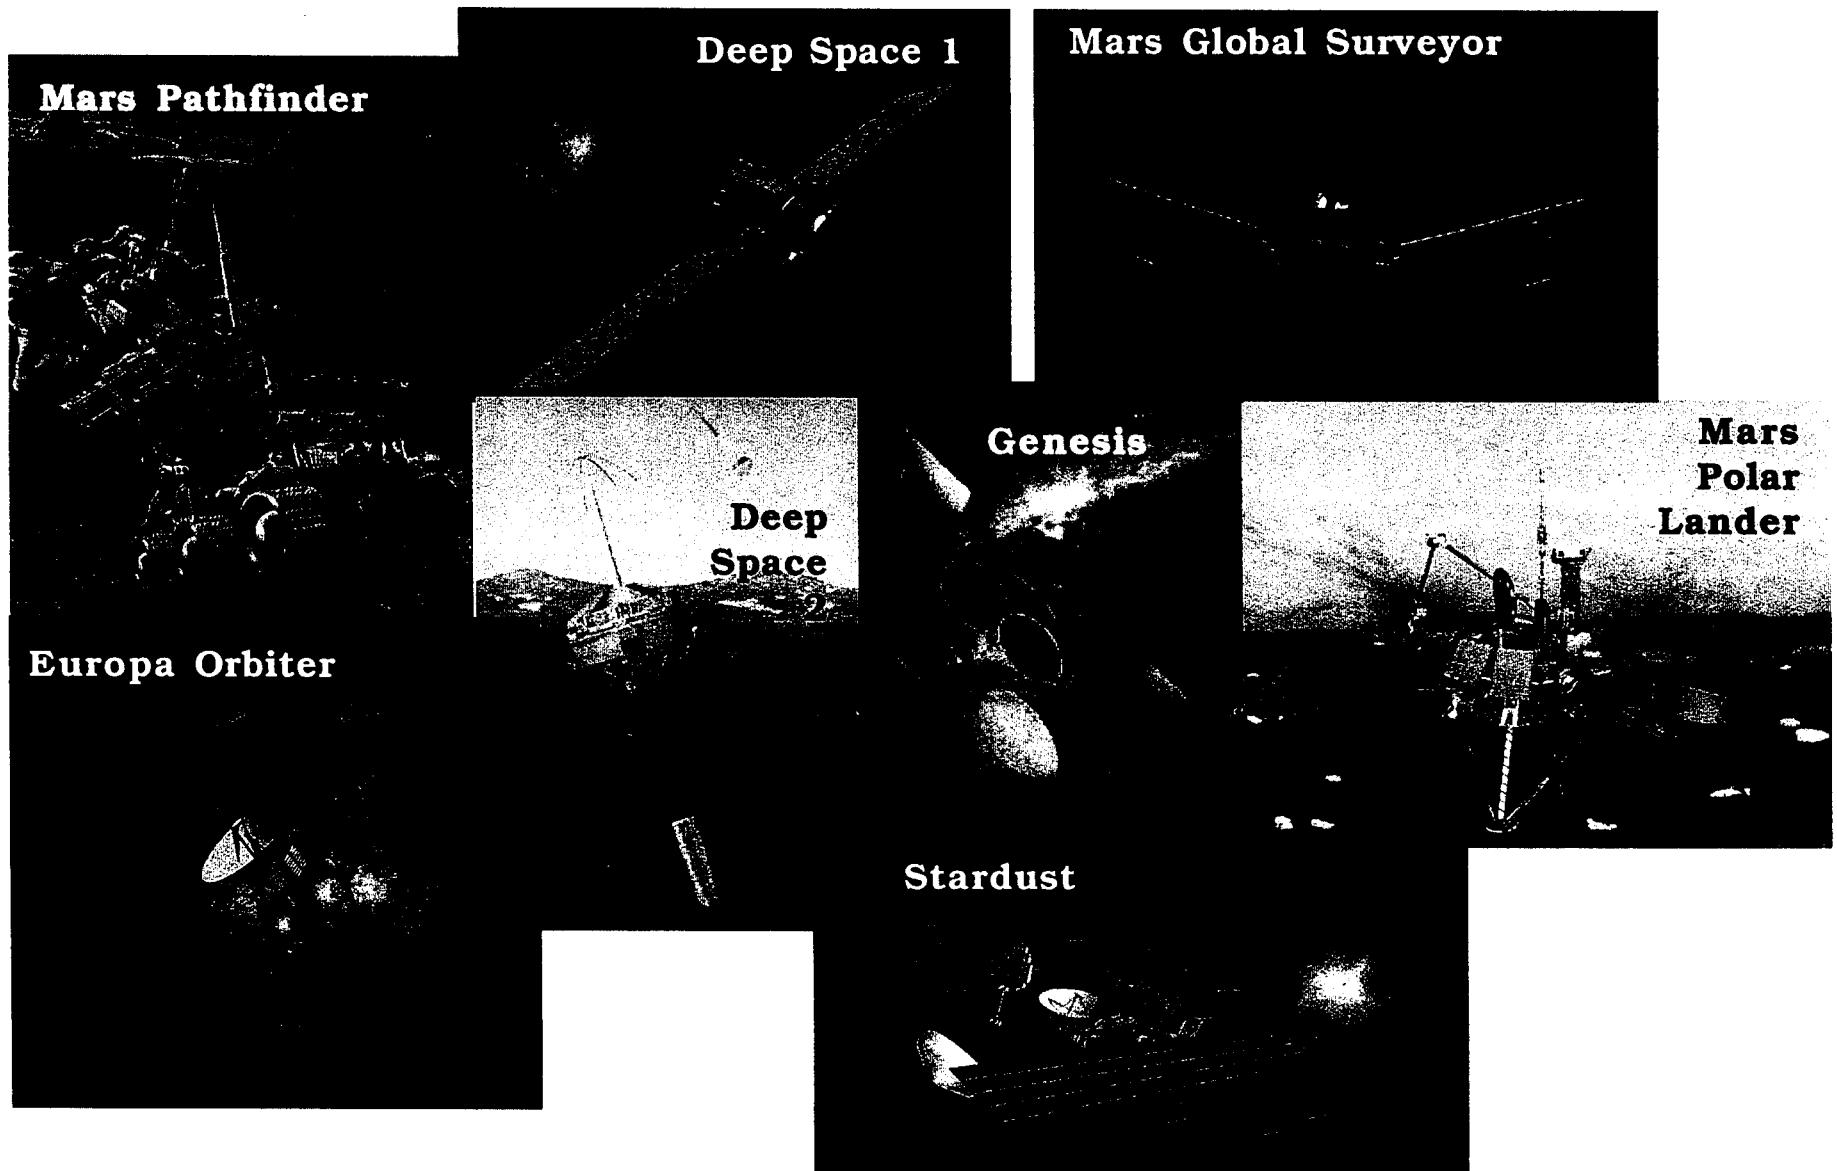 Deep Space 1
Mars Global Surveyor
Mars Pathfinder
Genesis
Mars
Polar
Lander
Deep
Space
2
Europa Orbiter
Stardust